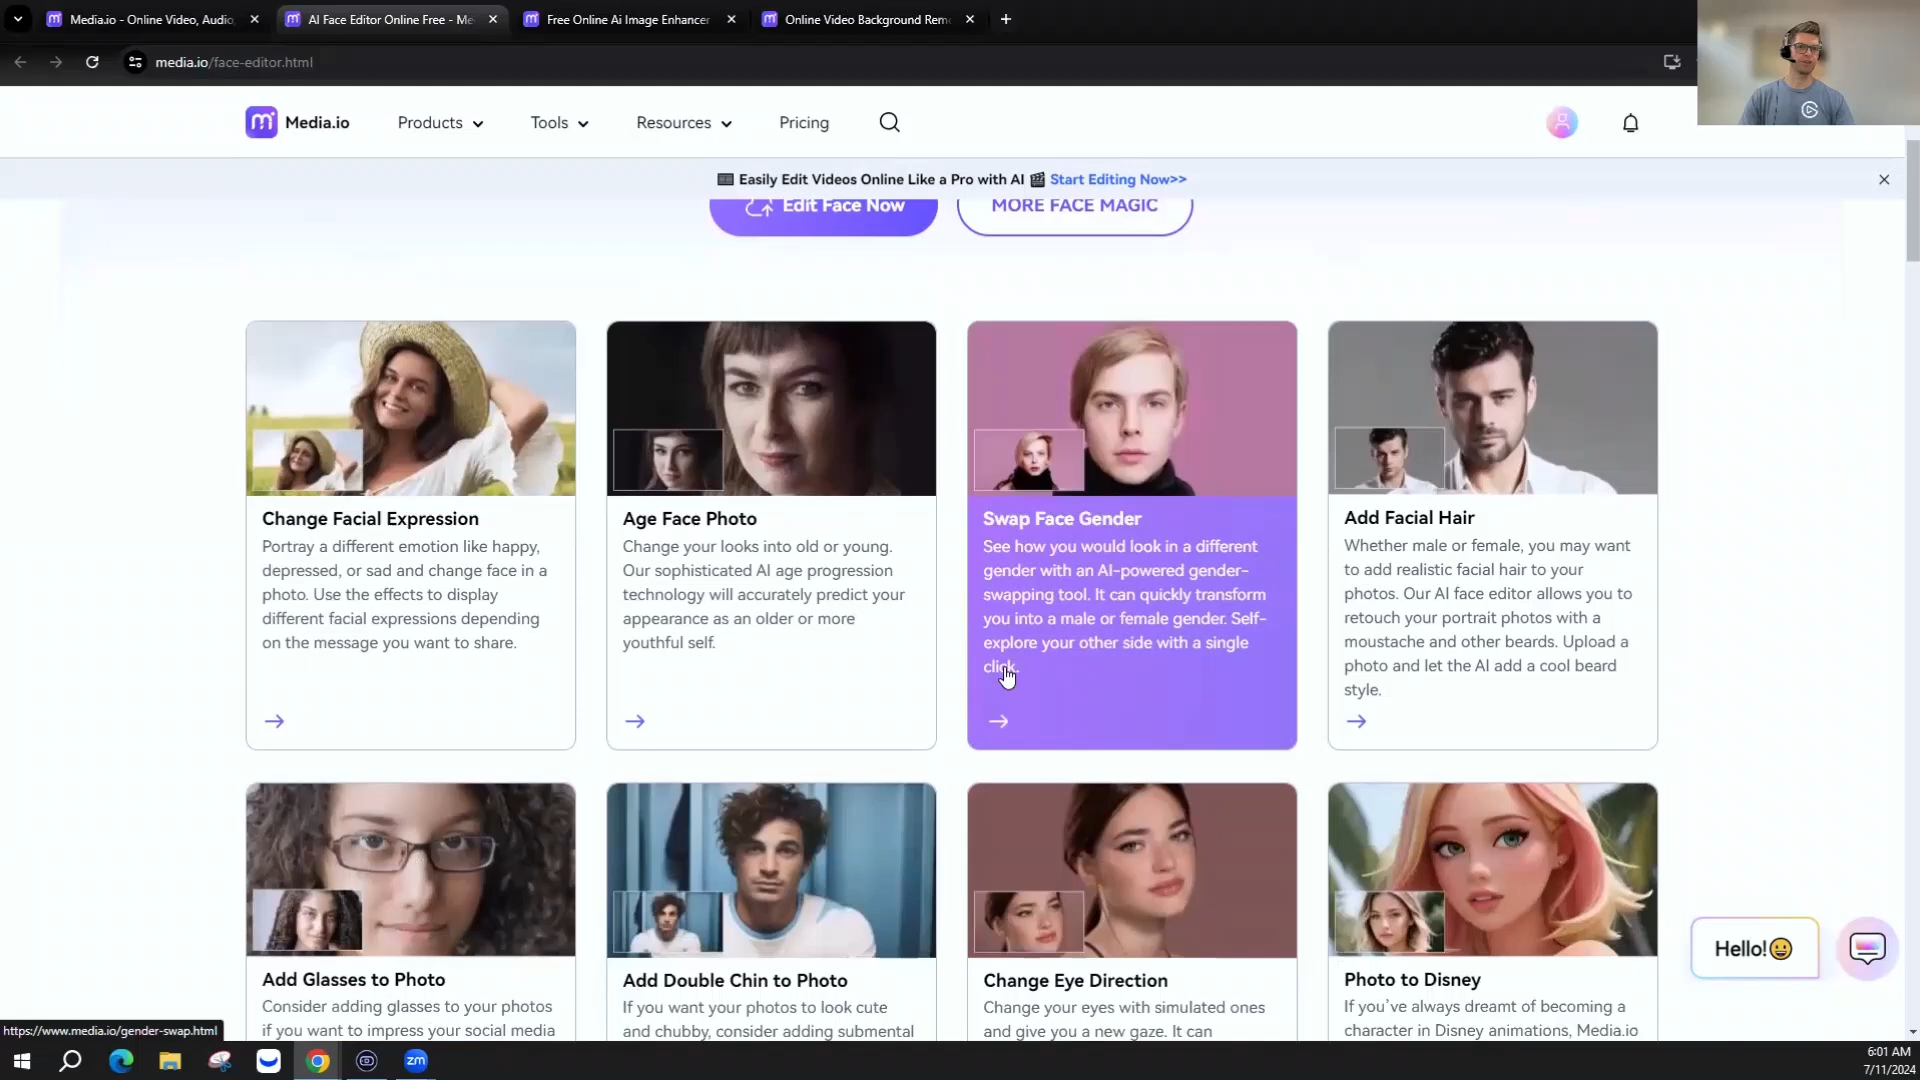 Media.io - Online Video, Audio
AI Face Editor Online Free - Me
Free Online Ai Image Enhancer
Online Video Background Rem
media.io/face-editor.html
Media.io
Products
Tools
Resources
Pricing
Easily Edit Videos Online Like a Pro with AI Start Editing Now>>
Edit Face Now
MORE FACE MAGIC
Change Facial Expression
Portray a different emotion like happy,
depressed, or sad and change face in a
photo. Use the effects to display
different facial expressions depending
on the message you want to share.
Age Face Photo
Change your looks into old or young.
Our sophisticated AI age progression
technology will accurately predict your
appearance as an older or more
youthful self.
Swap Face Gender
See how you would look in a different
gender with an AI-powered gender-
swapping tool. It can quickly transform
you into a male or female gender. Self-
explore your other side with a single
click.
Add Facial Hair
Whether male or female, you may want
to add realistic facial hair to your
photos. Our AI face editor allows you to
retouch your portrait photos with a
moustache and other beards. Upload a
photo and let the AI add a cool beard
style.
Add Glasses to Photo
Consider adding glasses to your photos
if you want to impress your social media
Add Double Chin to Photo
If you want your photos to look cute
and chubby, consider adding submental
Change Eye Direction
Change your eyes with simulated ones
and give you a new gaze. It can
Photo to Disney
If you've always dreamt of becoming a
character in Disney animations, Media.io
Hello!😀
https://www.media.io/gender-swap.html
zm
6:01 AM
7/11/2024